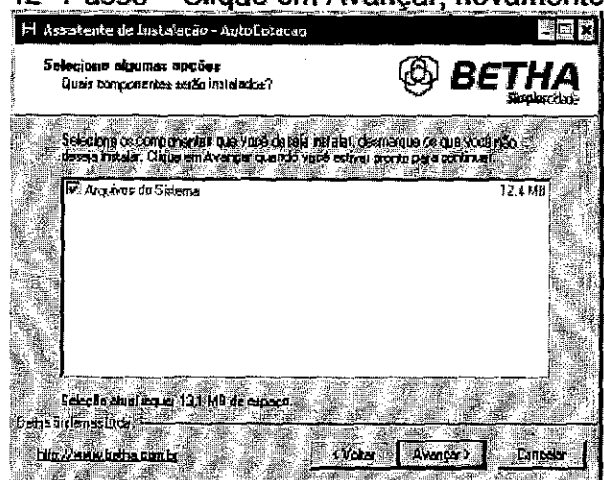 12º Passo - Clique em Avançar, novamente
Assistente de Instalação - AutoCotacao
Selecione algumas opções
Quais componentes serão instalados?
BETHA
Simplicidade
Selecione os componentes que você deseja instalar, desmarque os que você não
deseja instalar. Clique em Avançar quando você estiver pronto para continuar.
Arquivos do Sistema 12,4 MB
Seleção atual requer 13,1 MB de espaço.
Betha Sistemas Ltda
http://www.betha.com.br
< Voltar Avançar > Cancelar